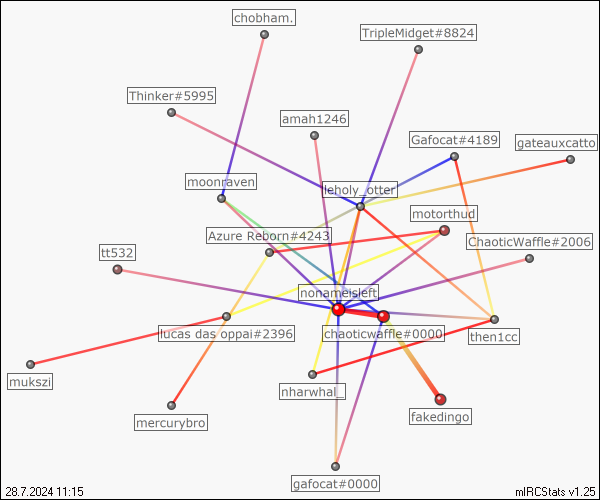 chobham.
TripleMidget#8824
Thinker#5995
amah1246
Gafocat#4189
gateauxcatto
moonraven
leholy_otter
motorthud
Azure Reborn#4243
ChaoticWaffle#2006
tt532
nonameisleft
lucas das oppai#2396
chaoticwaffle#0000
then1cc
mukszi
nharwhal_
fakedingo
mercurybro
gafocat#0000
28.7.2024 11:15
mIRCStats v1.25